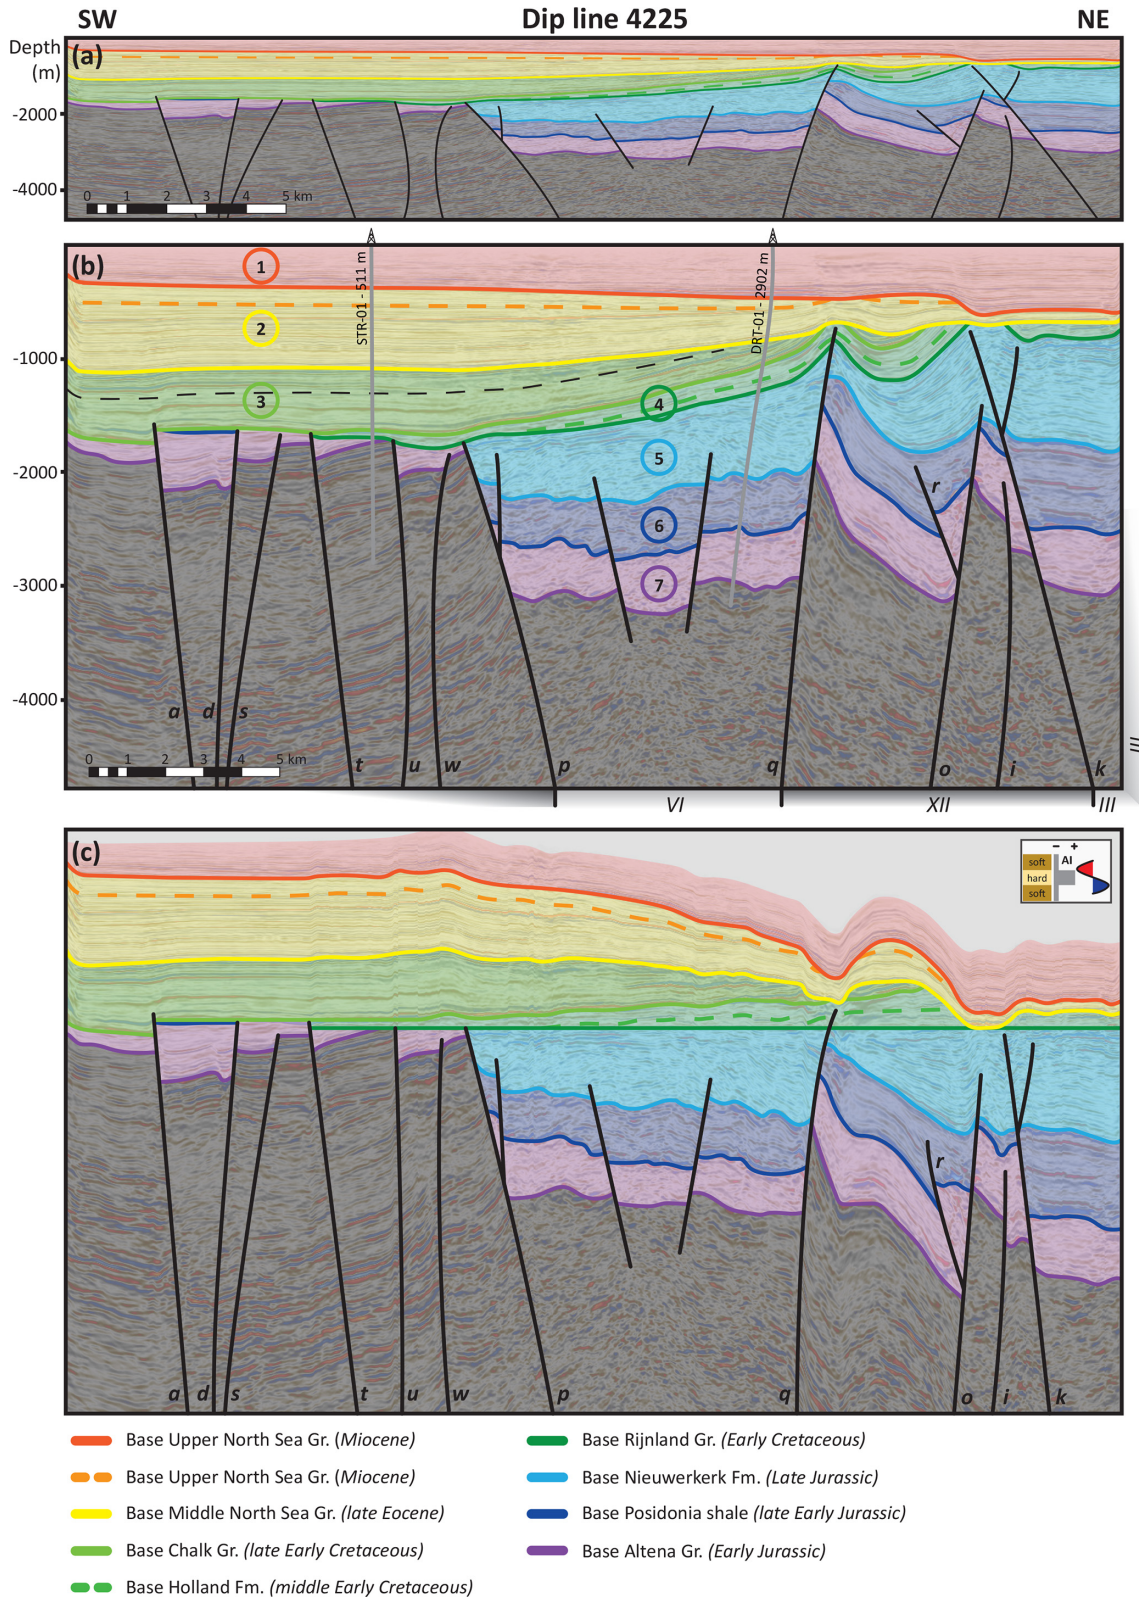 SW Dip line 4225 NE
Depth
(m)
(a)
-2000
-4000
0 1 2 3 4 5 km
(b)
1
2
3
4
5
6
7
STR-01 - 511 m
DRT-01 - 2902 m
-1000
-2000
-3000
-4000
r
a d s t u w p q o i k
0 1 2 3 4 5 km
VI XII III
(c)
- +
soft AI
hard
soft
r
a d s t u w p q o i k
Base Upper North Sea Gr. (Miocene)
Base Upper North Sea Gr. (Miocene)
Base Middle North Sea Gr. (late Eocene)
Base Chalk Gr. (late Early Cretaceous)
Base Holland Fm. (middle Early Cretaceous)
Base Rijnland Gr. (Early Cretaceous)
Base Nieuwerkerk Fm. (Late Jurassic)
Base Posidonia shale (late Early Jurassic)
Base Altena Gr. (Early Jurassic)